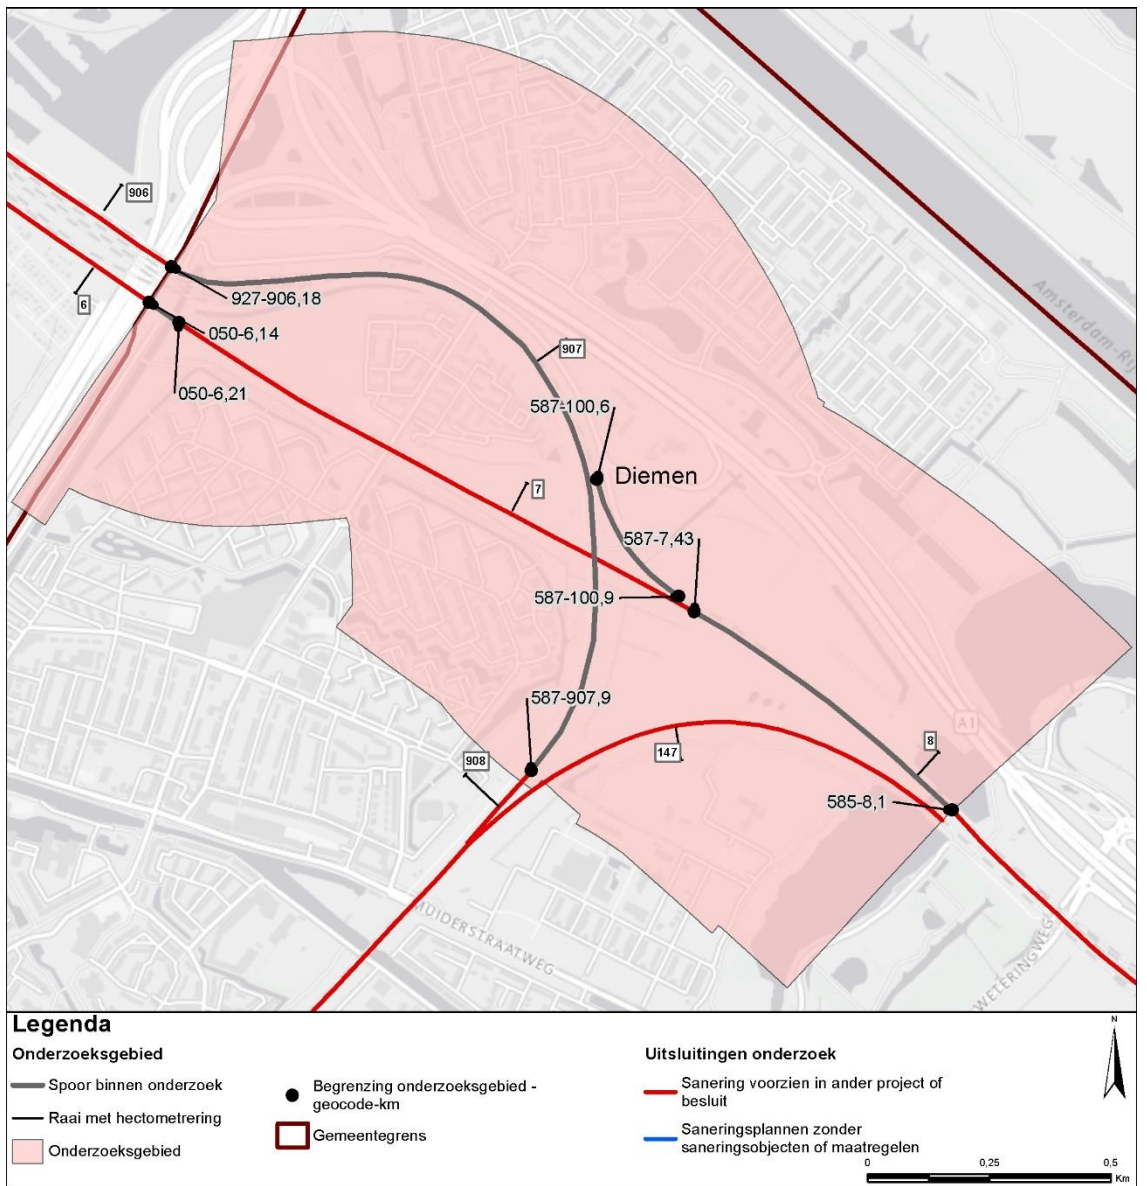 906
6
927-906,18
050-6,14
050-6,21
907
587-100,6
Diemen
7
587-7,43
587-100,9
587-907,9
908
147
8
585-8,1
A1
Amsterdam-Rij
MUIDERSTRAATWEG
WETERINGWEG
Legenda
Onderzoeksgebied
Spoor binnen onderzoek
Raai met hectometrering
Onderzoeksgebied
Begrenzing onderzoeksgebied -
geocode-km
Gemeentegrens
Uitsluitingen onderzoek
Sanering voorzien in ander project of
besluit
Saneringsplannen zonder
saneringsobjecten of maatregelen
N
0 0,25 0,5
Km